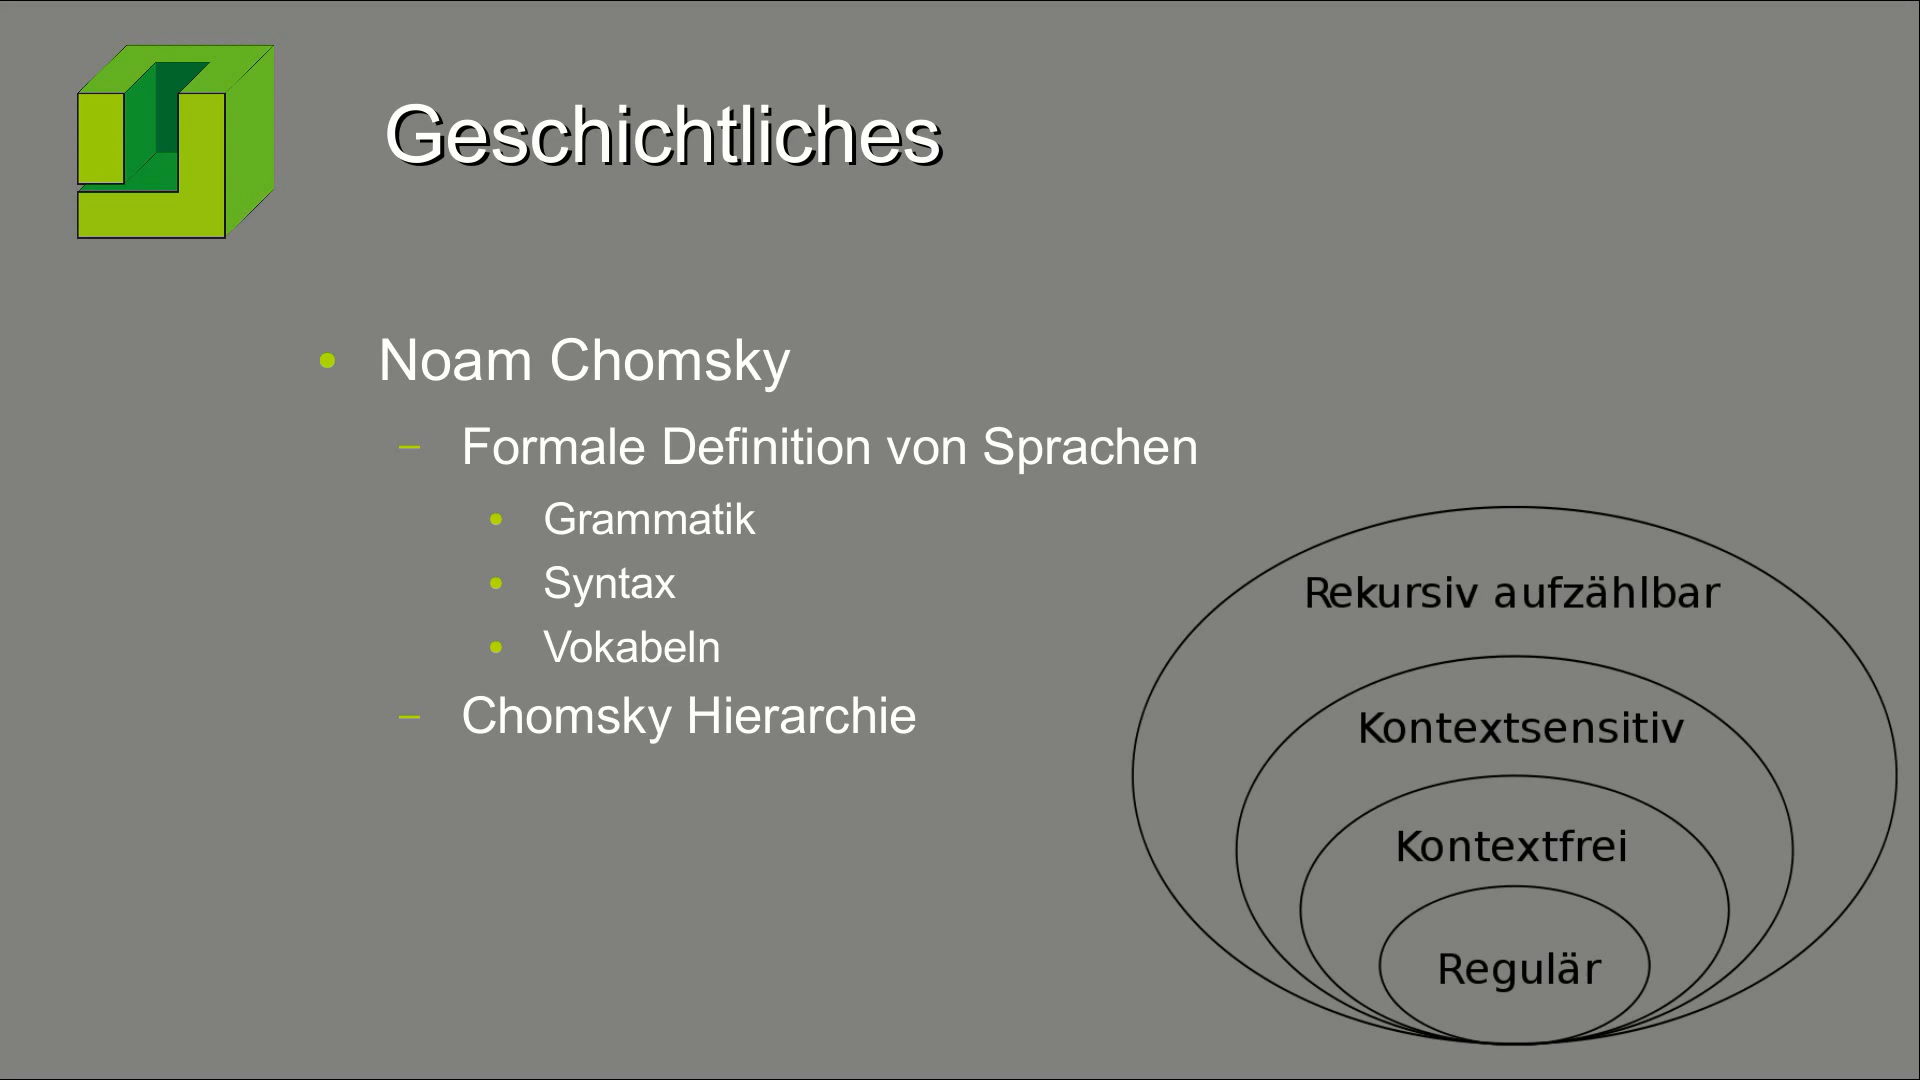 Geschichtliches
Noam Chomsky
Formale Definition von Sprachen
Grammatik
Syntax
Vokabeln
Chomsky Hierarchie
Rekursiv aufzählbar
Kontextsensitiv
Kontextfrei
Regulär